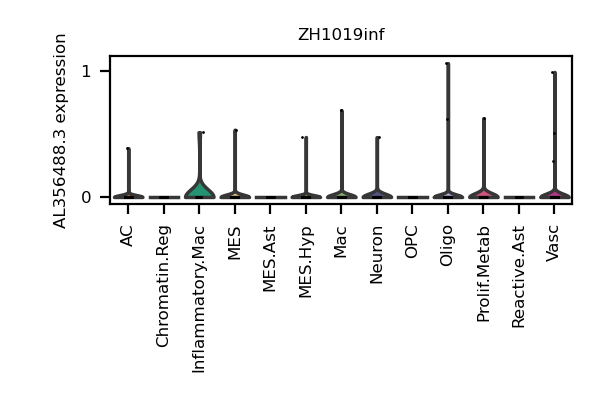 ZH1019inf
AL356488.3 expression
1
0
AC
Chromatin.Reg
Inflammatory.Mac
MES
MES.Ast
MES.Hyp
Mac
Neuron
OPC
Oligo
Prolif.Metab
Reactive.Ast
Vasc